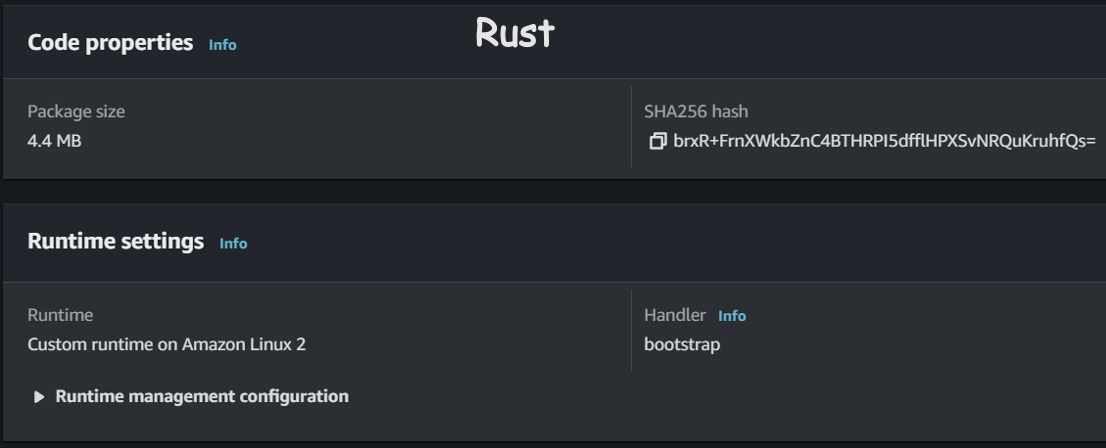 Rust
Code properties Info
Package size
4.4 MB
SHA256 hash
brxR+FrnXWkbZnC4BTHRPI5dfflHPXSvNRQuKruhfQs=
Runtime settings Info
Runtime
Custom runtime on Amazon Linux 2
Handler Info
bootstrap
Runtime management configuration